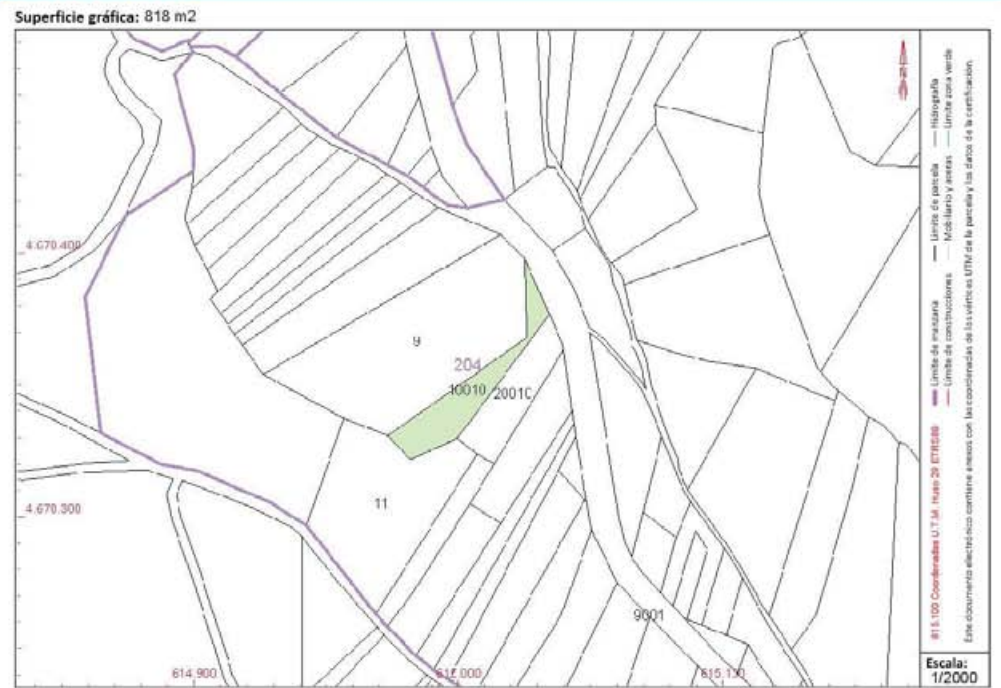 Superficie gráfica: 818 m2
4.670.400
9
204
10010
20010
11
4.670.300
9001
614.900
615.000
615.100
Límite de manzana
Límite de parcela
Hidrografía
Límite de construcciones
Mobiliario y aceras
Límite zona verde
615.100 Coordenadas U.T.M. Huso 29 ETRS89
Este documento electrónico contiene anexos con las coordenadas de los vértices UTM de la parcela y los datos de la certificación.
Escala:
1/2000